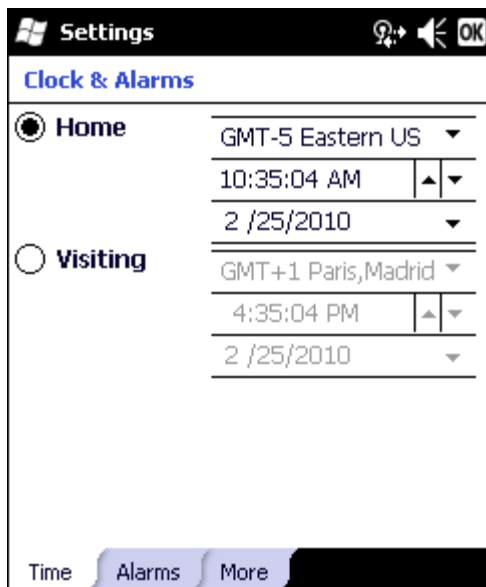 Settings OK
Clock & Alarms
Home
GMT-5 Eastern US
10:35:04 AM
2 /25/2010
Visiting
GMT+1 Paris,Madrid
4:35:04 PM
2 /25/2010
Time Alarms More